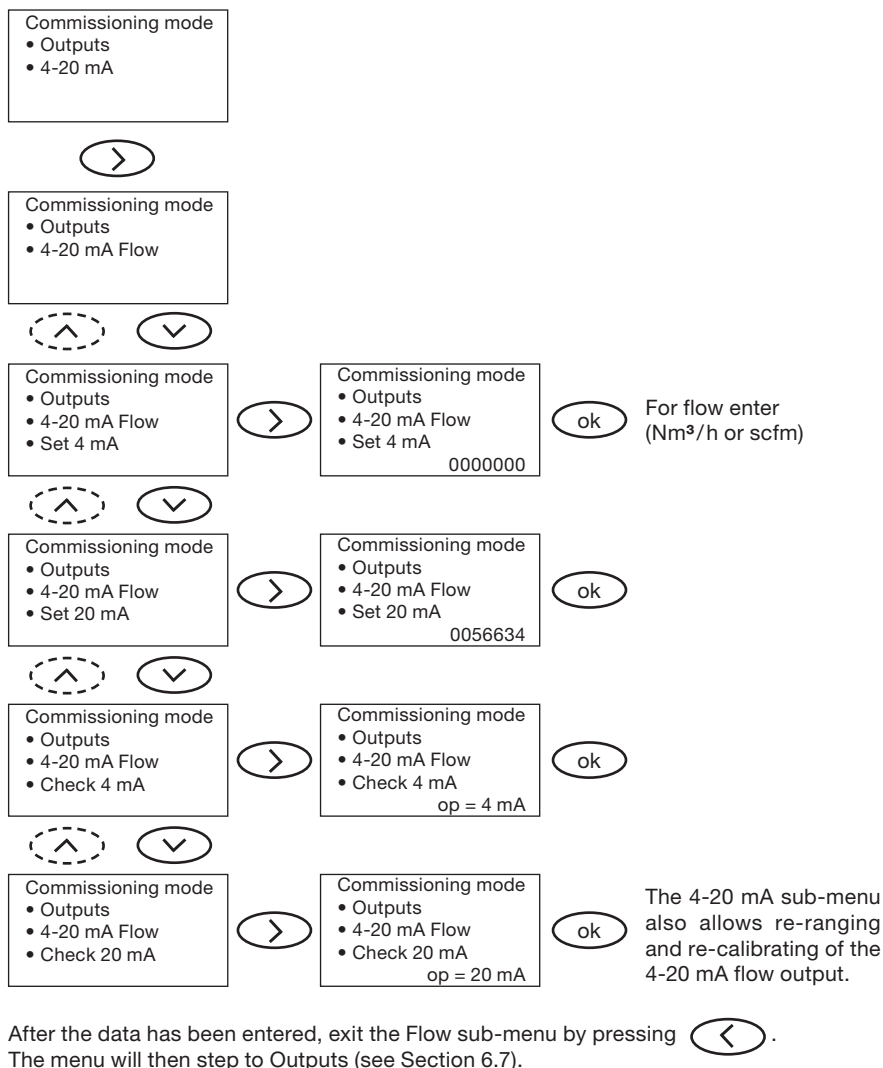 Commissioning mode
• Outputs
• 4-20 mA
Commissioning mode
• Outputs
• 4-20 mA Flow
Commissioning mode
• Outputs
• 4-20 mA Flow
• Set 4 mA
Commissioning mode
• Outputs
• 4-20 mA Flow
• Set 4 mA
0000000
ok
For flow enter
(Nm³/h or scfm)
Commissioning mode
• Outputs
• 4-20 mA Flow
• Set 20 mA
Commissioning mode
• Outputs
• 4-20 mA Flow
• Set 20 mA
0056634
ok
Commissioning mode
• Outputs
• 4-20 mA Flow
• Check 4 mA
Commissioning mode
• Outputs
• 4-20 mA Flow
• Check 4 mA
op = 4 mA
ok
Commissioning mode
• Outputs
• 4-20 mA Flow
• Check 20 mA
Commissioning mode
• Outputs
• 4-20 mA Flow
• Check 20 mA
op = 20 mA
ok
The 4-20 mA sub-menu
also allows re-ranging
and re-calibrating of the
4-20 mA flow output.
After the data has been entered, exit the Flow sub-menu by pressing .
The menu will then step to Outputs (see Section 6.7).